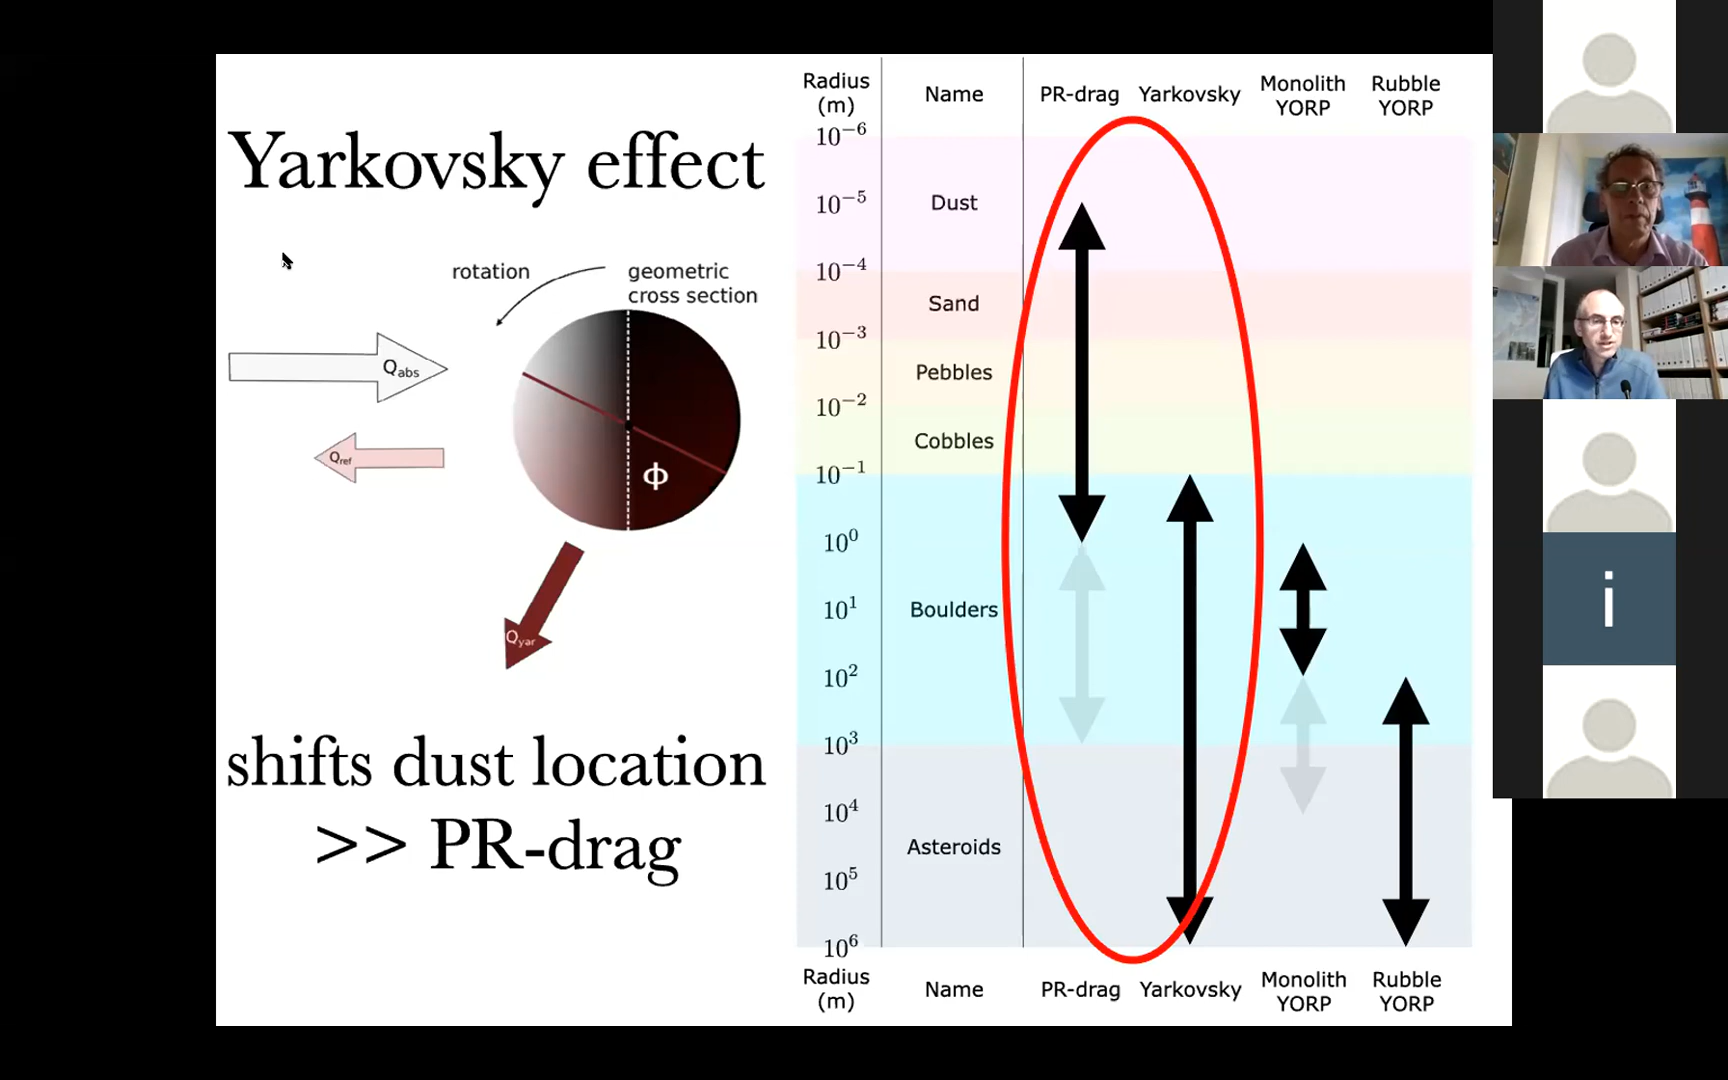 Yarkovsky effect
rotation
geometric
cross section
Q_abs
Q_ref
Φ
Q_yar
shifts dust location
>> PR-drag
Radius (m) Name PR-drag Yarkovsky Monolith YORP Rubble YORP
10^-6
10^-5 Dust
10^-4
Sand
10^-3
Pebbles
10^-2
Cobbles
10^-1
10^0
10^1 Boulders
10^2
10^3
10^4
Asteroids
10^5
10^6
Radius (m) Name PR-drag Yarkovsky Monolith YORP Rubble YORP
i